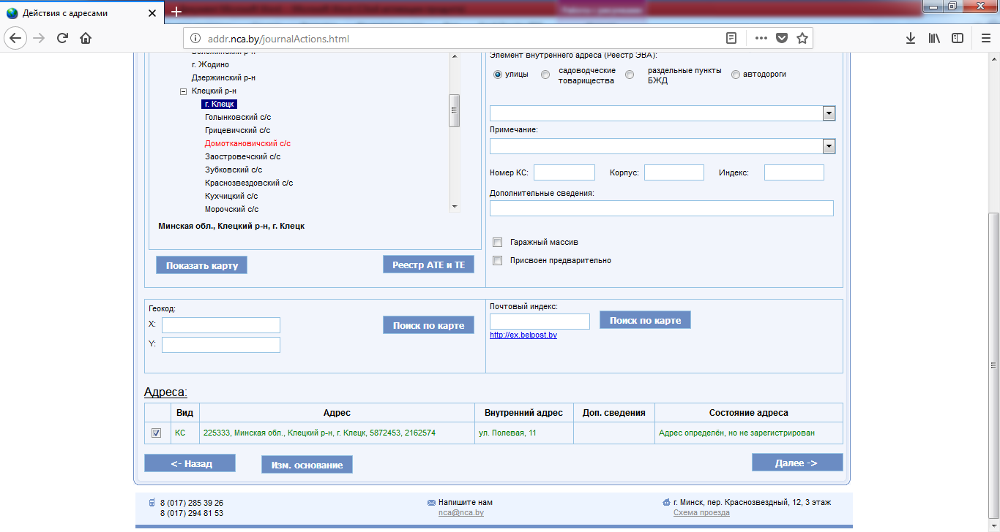 Действия с адресами
addr.nca.by/journalActions.html
г. Жодино
Дзержинский р-н
Клецкий р-н
г. Клецк
Голынковский с/с
Грицевичский с/с
Домоткановичский с/с
Заостровечский с/с
Зубковский с/с
Краснозвездовский с/с
Кухчицкий с/с
Морочский с/с
Минская обл., Клецкий р-н, г. Клецк
Показать карту
Реестр АТЕ и ТЕ
Элемент внутреннего адреса (Реестр ЭВА):
улицы
садоводческие
товарищества
раздельные пункты
БЖД
автодороги
Примечание:
Номер КС:
Корпус:
Индекс:
Дополнительные сведения:
Гаражный массив
Присвоен предварительно
Геокод:
X:
Y:
Поиск по карте
Почтовый индекс:
Поиск по карте
http://ex.belpost.by
Адреса:
Вид Адрес Внутренний адрес Доп. сведения Состояние адреса
КС 225333, Минская обл., Клецкий р-н, г. Клецк, 5872453, 2162574 ул. Полевая, 11 Адрес определён, но не зарегистрирован
<- Назад
Изм. основание
Далее ->
8 (017) 285 39 26
8 (017) 294 81 53
Напишите нам
nca@nca.by
г. Минск, пер. Краснозвездный, 12, 3 этаж
Схема проезда